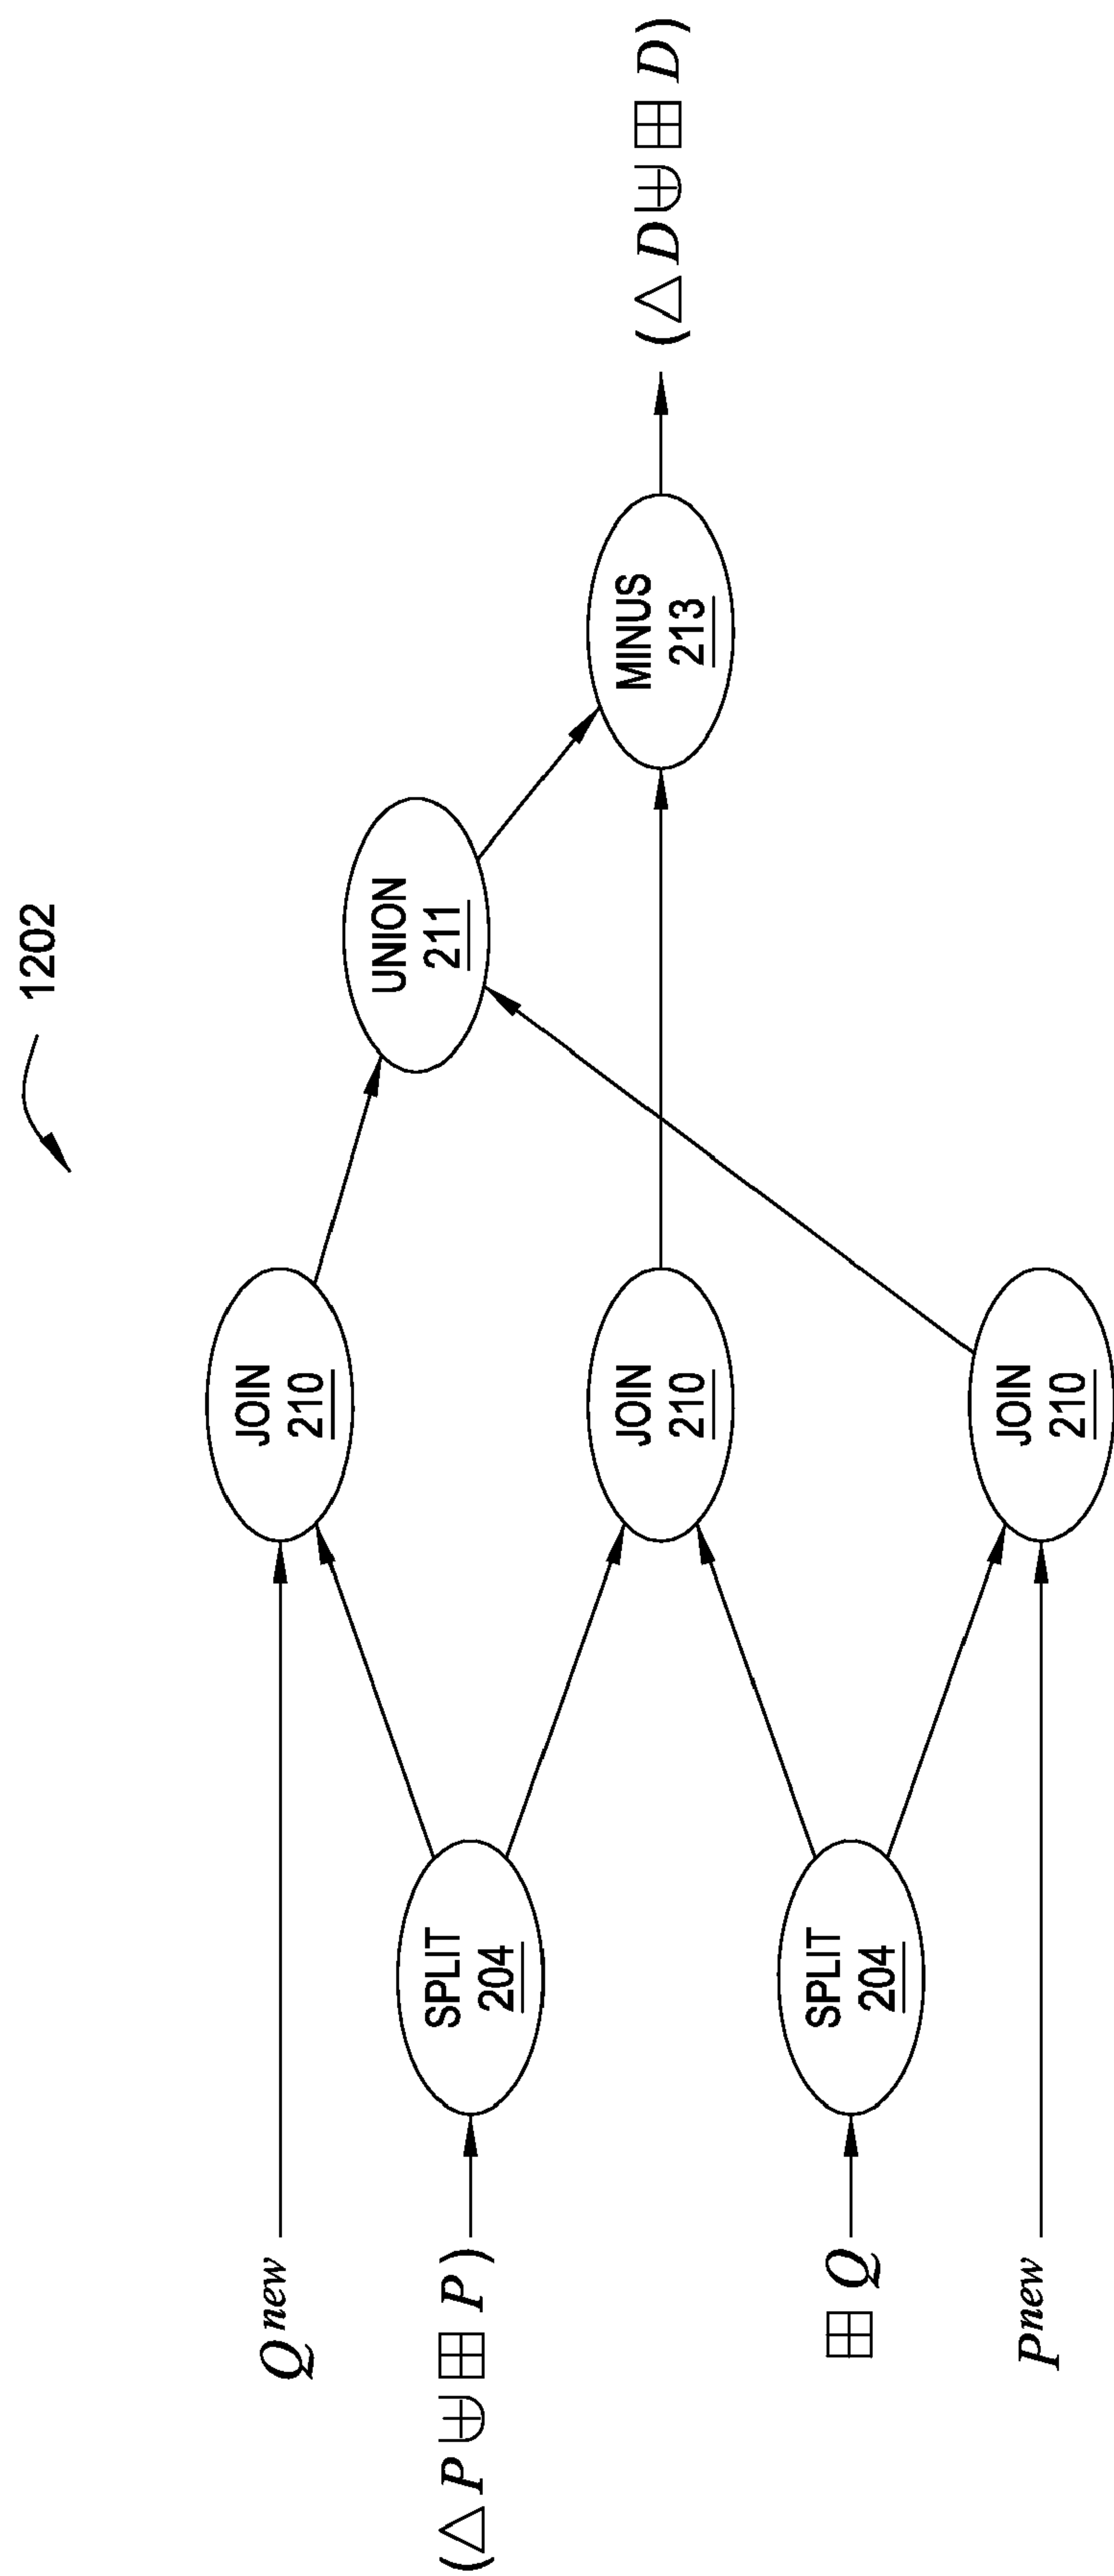 1202
Q^new
(△P⊎⊞P)
⊞Q
P^new
SPLIT
204
SPLIT
204
JOIN
210
JOIN
210
JOIN
210
UNION
211
MINUS
213
(△D⊎⊞D)